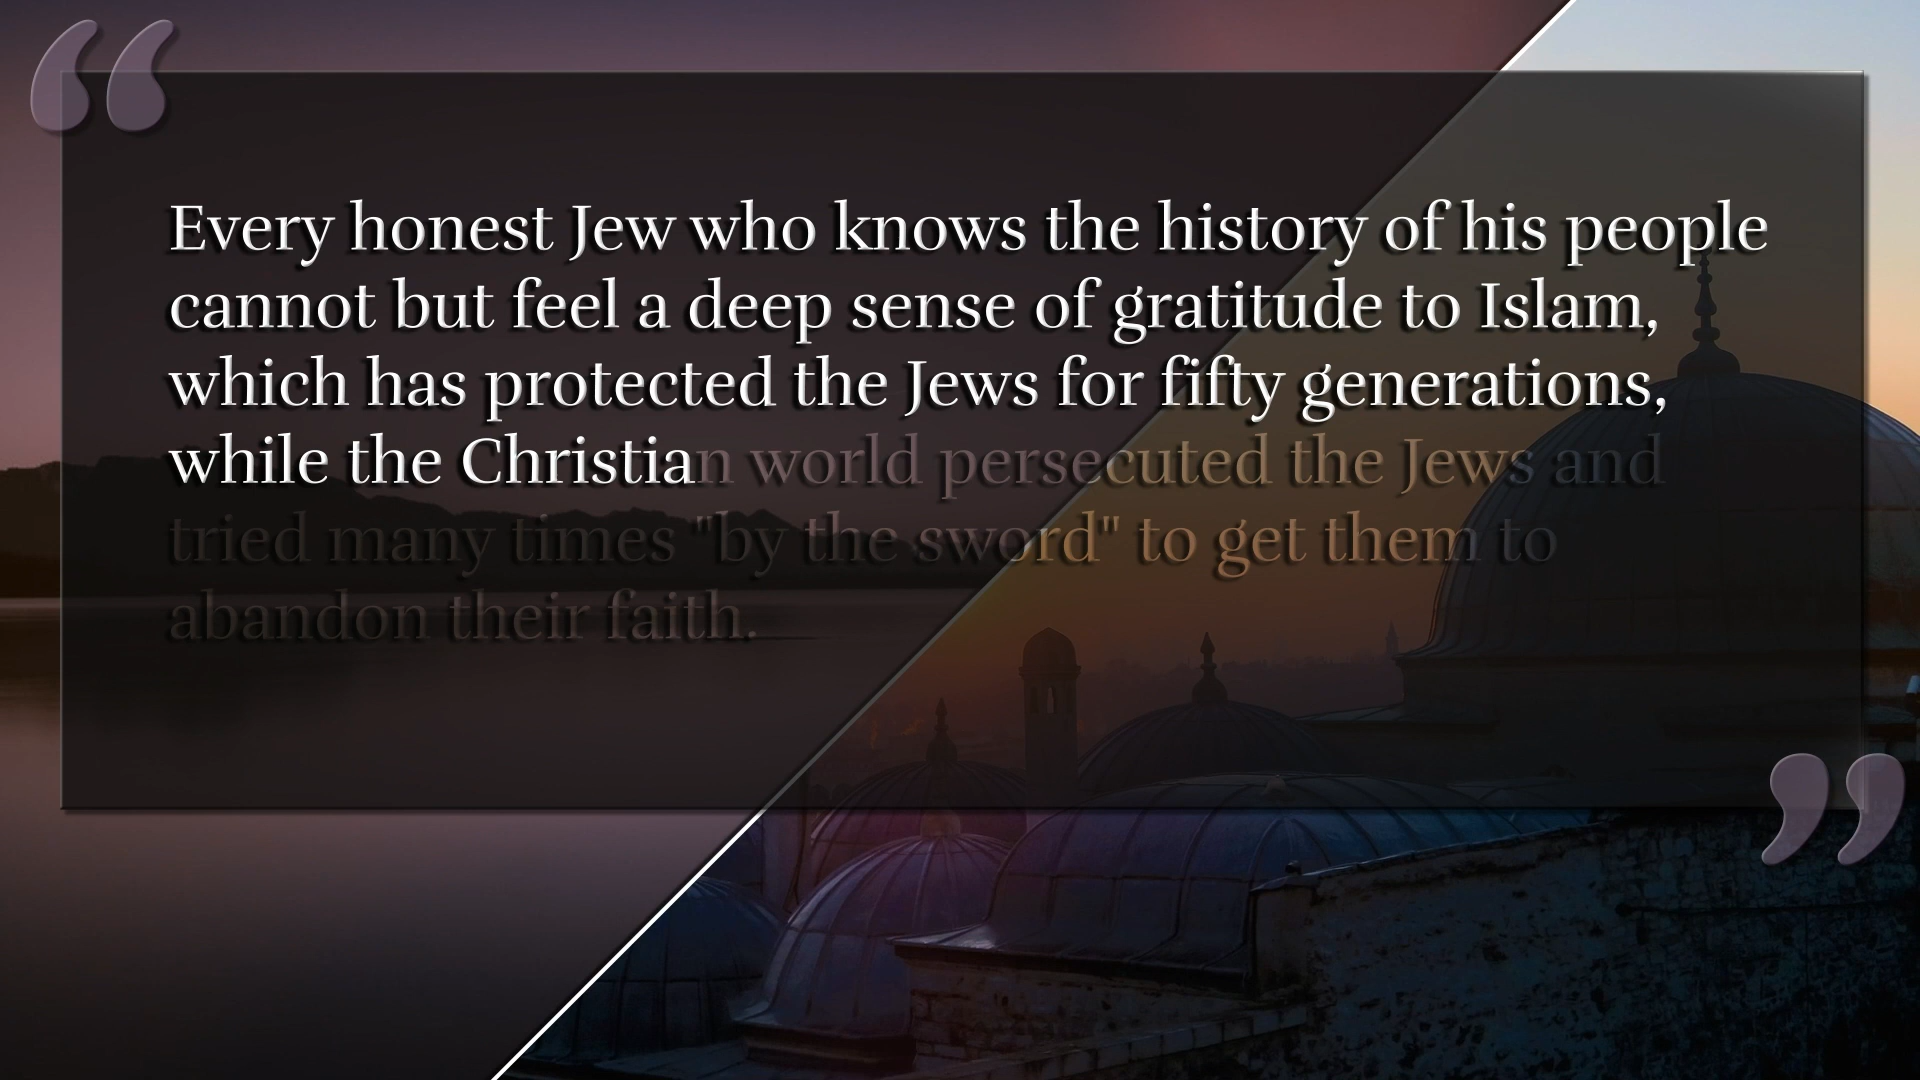 Every honest Jew who knows the history of his people
cannot but feel a deep sense of gratitude to Islam,
which has protected the Jews for fifty generations,
while the Christian world persecuted the Jews and
tried many times "by the sword" to get them to
abandon their faith.